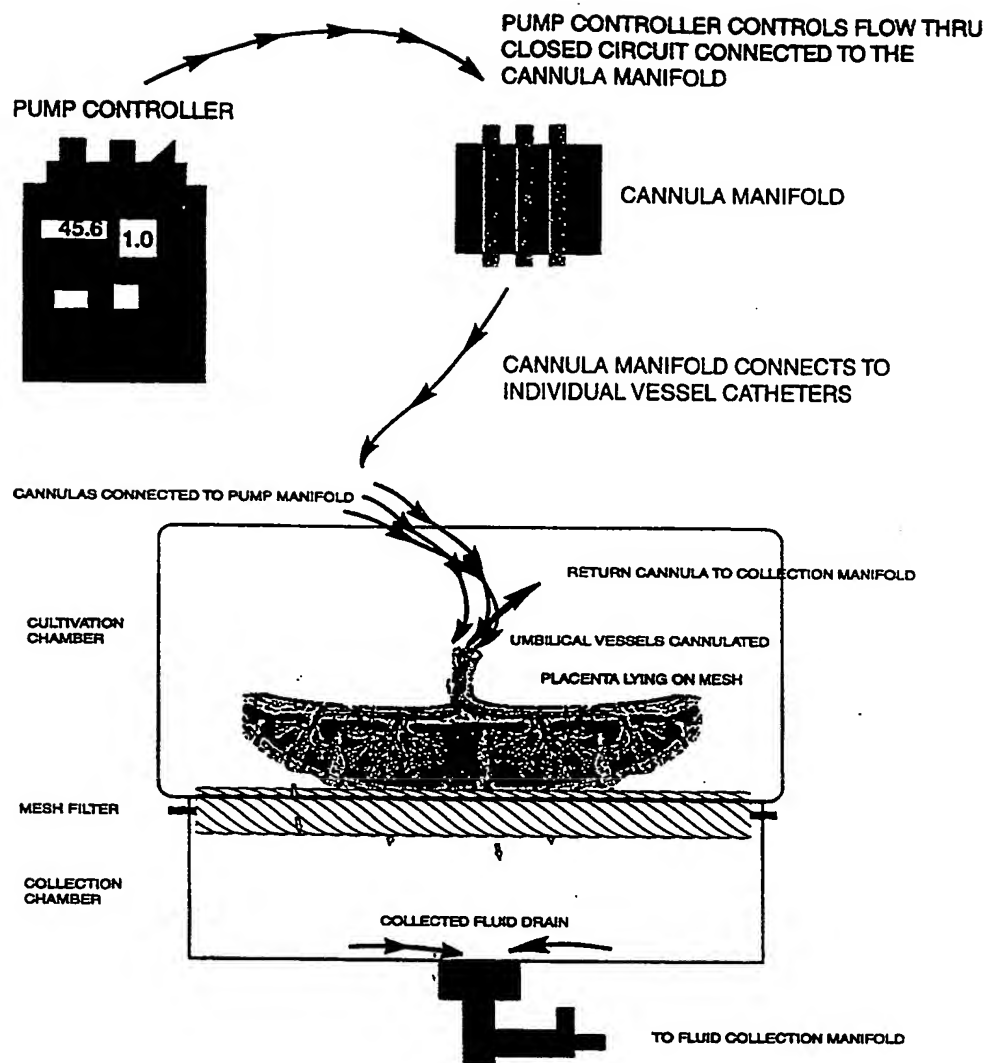 PUMP CONTROLLER CONTROLS FLOW THRU
CLOSED CIRCUIT CONNECTED TO THE
CANNULA MANIFOLD
PUMP CONTROLLER
45.6
1.0
CANNULA MANIFOLD
CANNULA MANIFOLD CONNECTS TO
INDIVIDUAL VESSEL CATHETERS
CANNULAS CONNECTED TO PUMP MANIFOLD
RETURN CANNULA TO COLLECTION MANIFOLD
CULTIVATION
CHAMBER
UMBILICAL VESSELS CANNULATED
PLACENTA LYING ON MESH
MESH FILTER
COLLECTION
CHAMBER
COLLECTED FLUID DRAIN
TO FLUID COLLECTION MANIFOLD